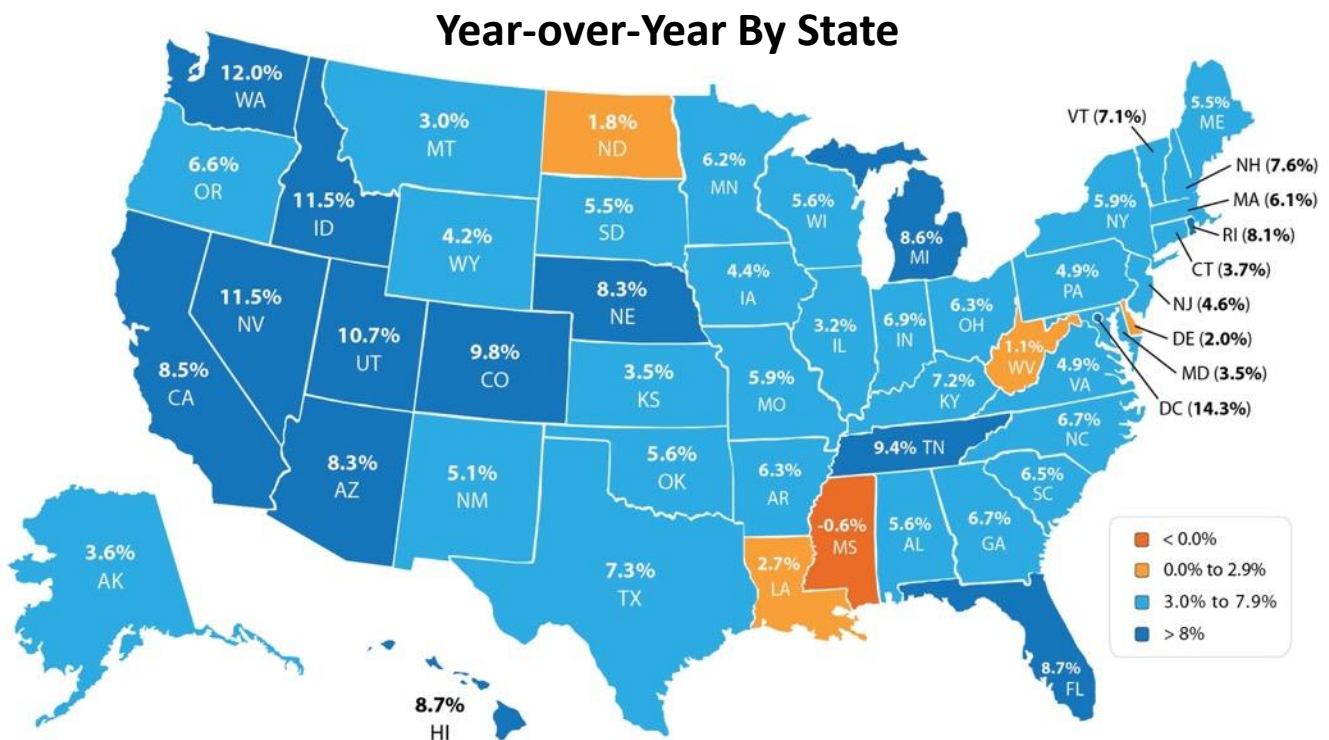 Year-over-Year By State
12.0%
WA
6.6%
OR
11.5%
ID
3.0%
MT
1.8%
ND
5.5%
SD
6.2%
MN
5.6%
WI
8.6%
MI
4.2%
WY
8.3%
NE
4.4%
IA
11.5%
NV
10.7%
UT
9.8%
CO
8.5%
CA
3.5%
KS
5.9%
MO
3.2%
IL
6.9%
IN
6.3%
OH
4.9%
PA
5.9%
NY
5.5%
ME
VT (7.1%)
NH (7.6%)
MA (6.1%)
RI (8.1%)
CT (3.7%)
NJ (4.6%)
DE (2.0%)
MD (3.5%)
DC (14.3%)
1.1%
WV
4.9%
VA
7.2%
KY
6.7%
NC
9.4% TN
6.5%
SC
8.3%
AZ
5.1%
NM
5.6%
OK
6.3%
AR
-0.6%
MS
5.6%
AL
6.7%
GA
7.3%
TX
2.7%
LA
8.7%
FL
3.6%
AK
8.7%
HI
< 0.0%
0.0% to 2.9%
3.0% to 7.9%
> 8%